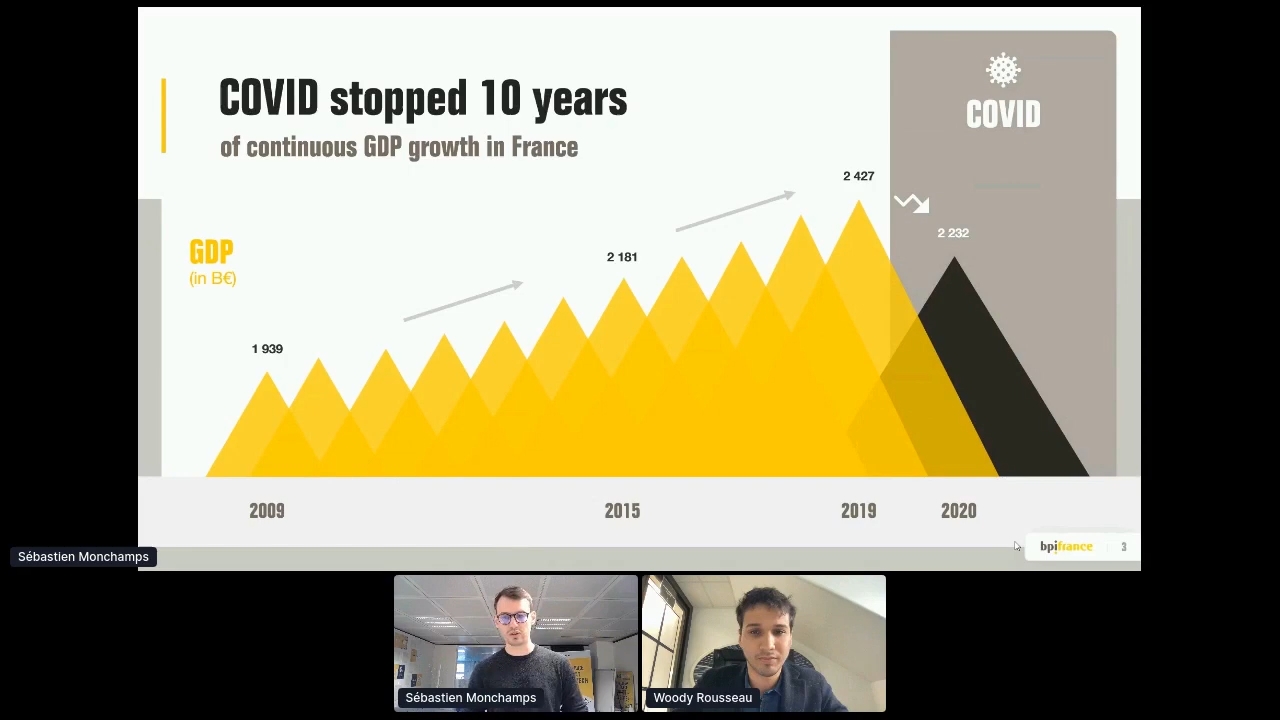 COVID stopped 10 years
of continuous GDP growth in France
COVID
GDP
(in B€)
1 939
2 181
2 427
2 232
2009
2015
2019
2020
bpifrance
3
Sébastien Monchamps
Sébastien Monchamps
Woody Rousseau